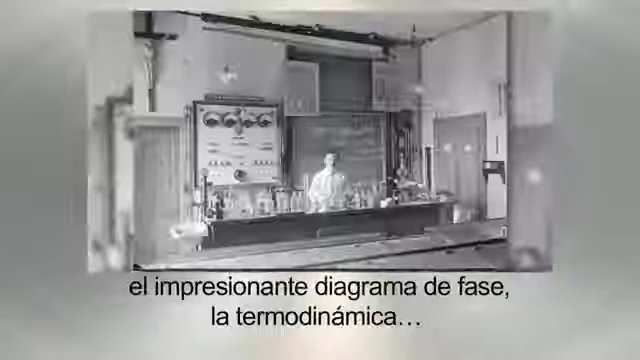 el impresionante diagrama de fase,
la termodinámica…